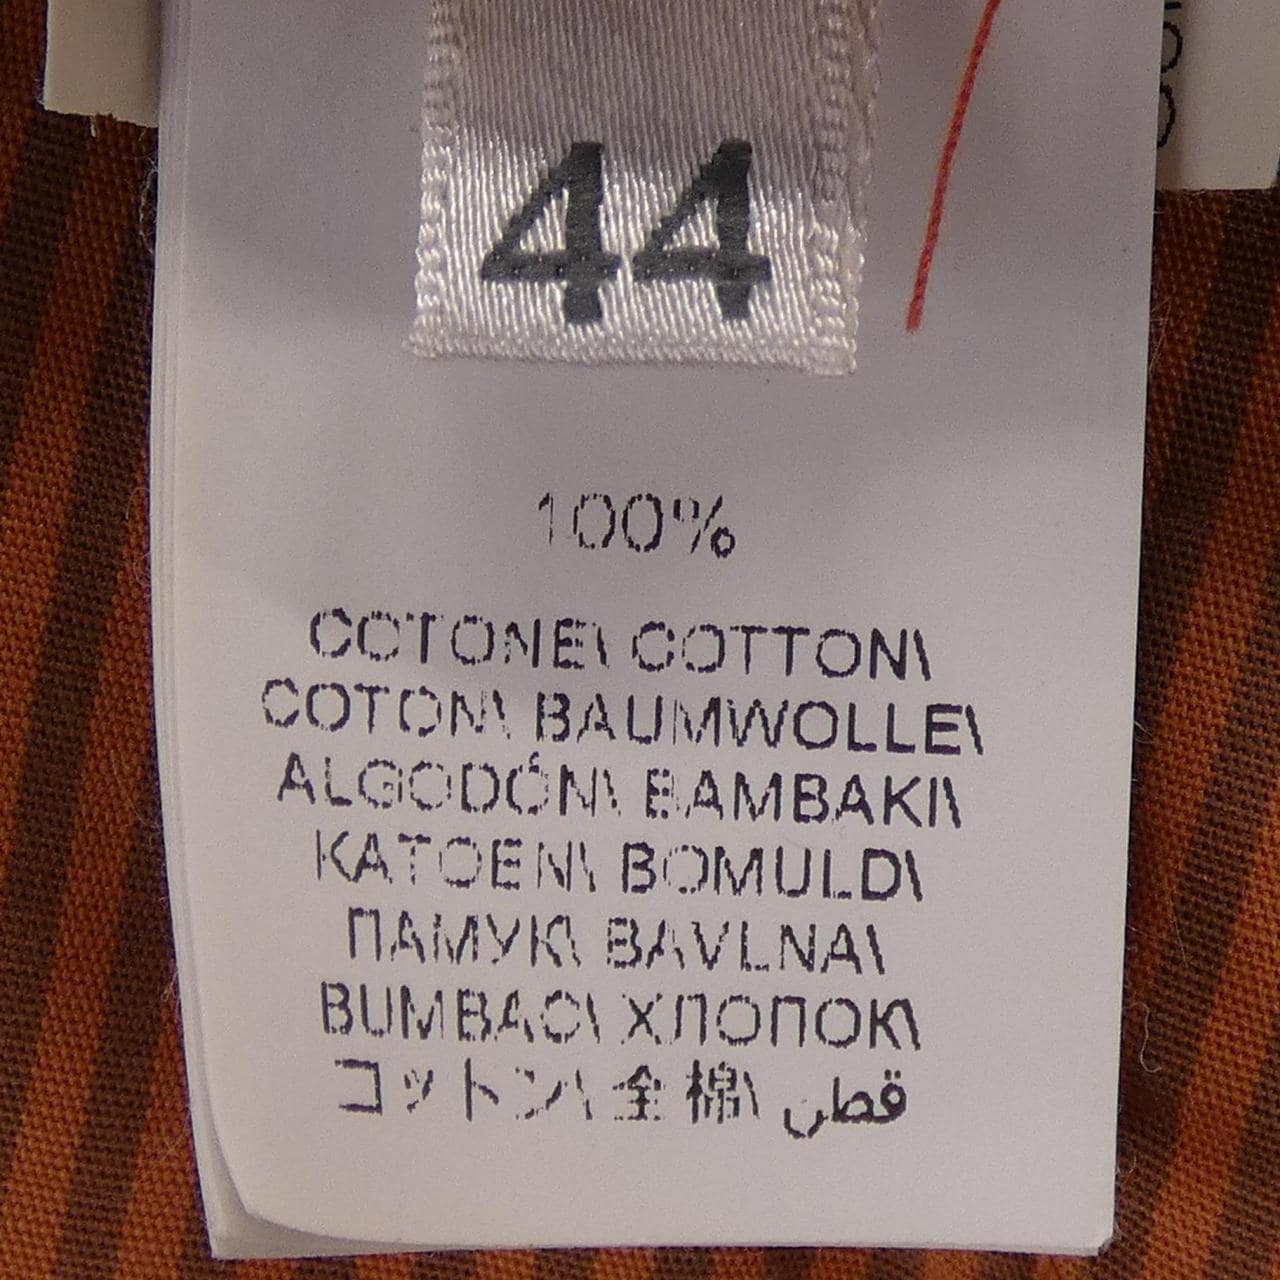 44
100%
COTONE\ COTTON\
COTON\ BAUMWOLLE\
ALGODÓN\ BAMBAKI\
KATOEN\ BOMULD\
ПАМУК\ BAVLNA\
BUMBAC\ ХЛОПОК\
コットン\ 全棉\ قطن